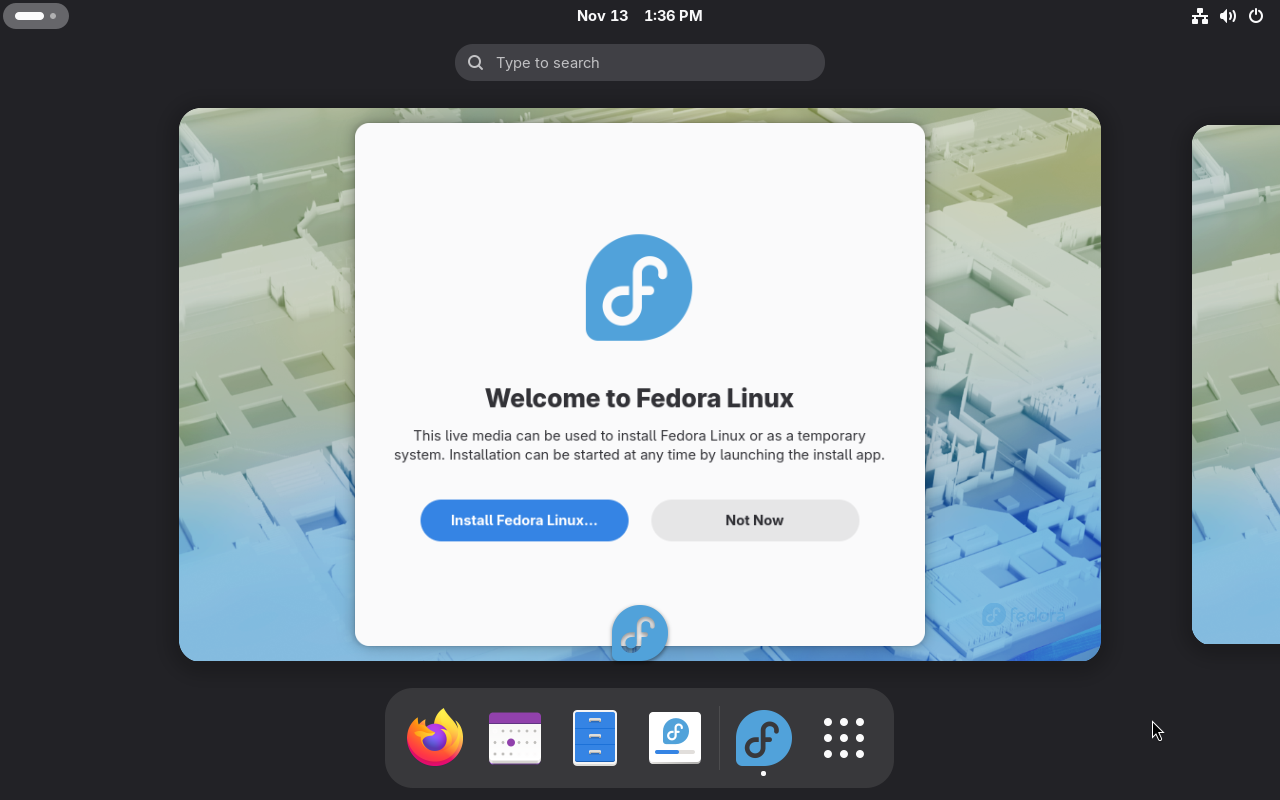 Nov 13 1:36 PM
Type to search
Welcome to Fedora Linux
This live media can be used to install Fedora Linux or as a temporary
system. Installation can be started at any time by launching the install app.
Install Fedora Linux...
Not Now
fedora